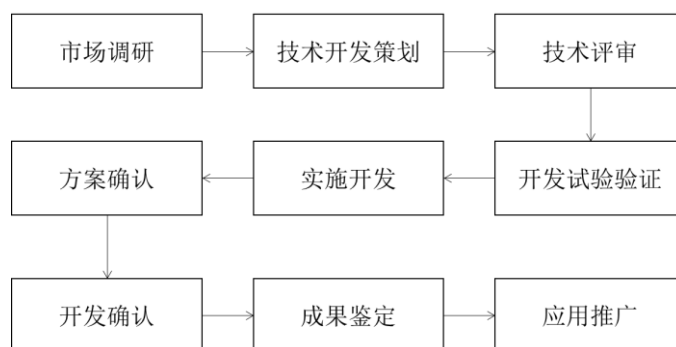 市场调研
技术开发策划
技术评审
方案确认
实施开发
开发试验验证
开发确认
成果鉴定
应用推广